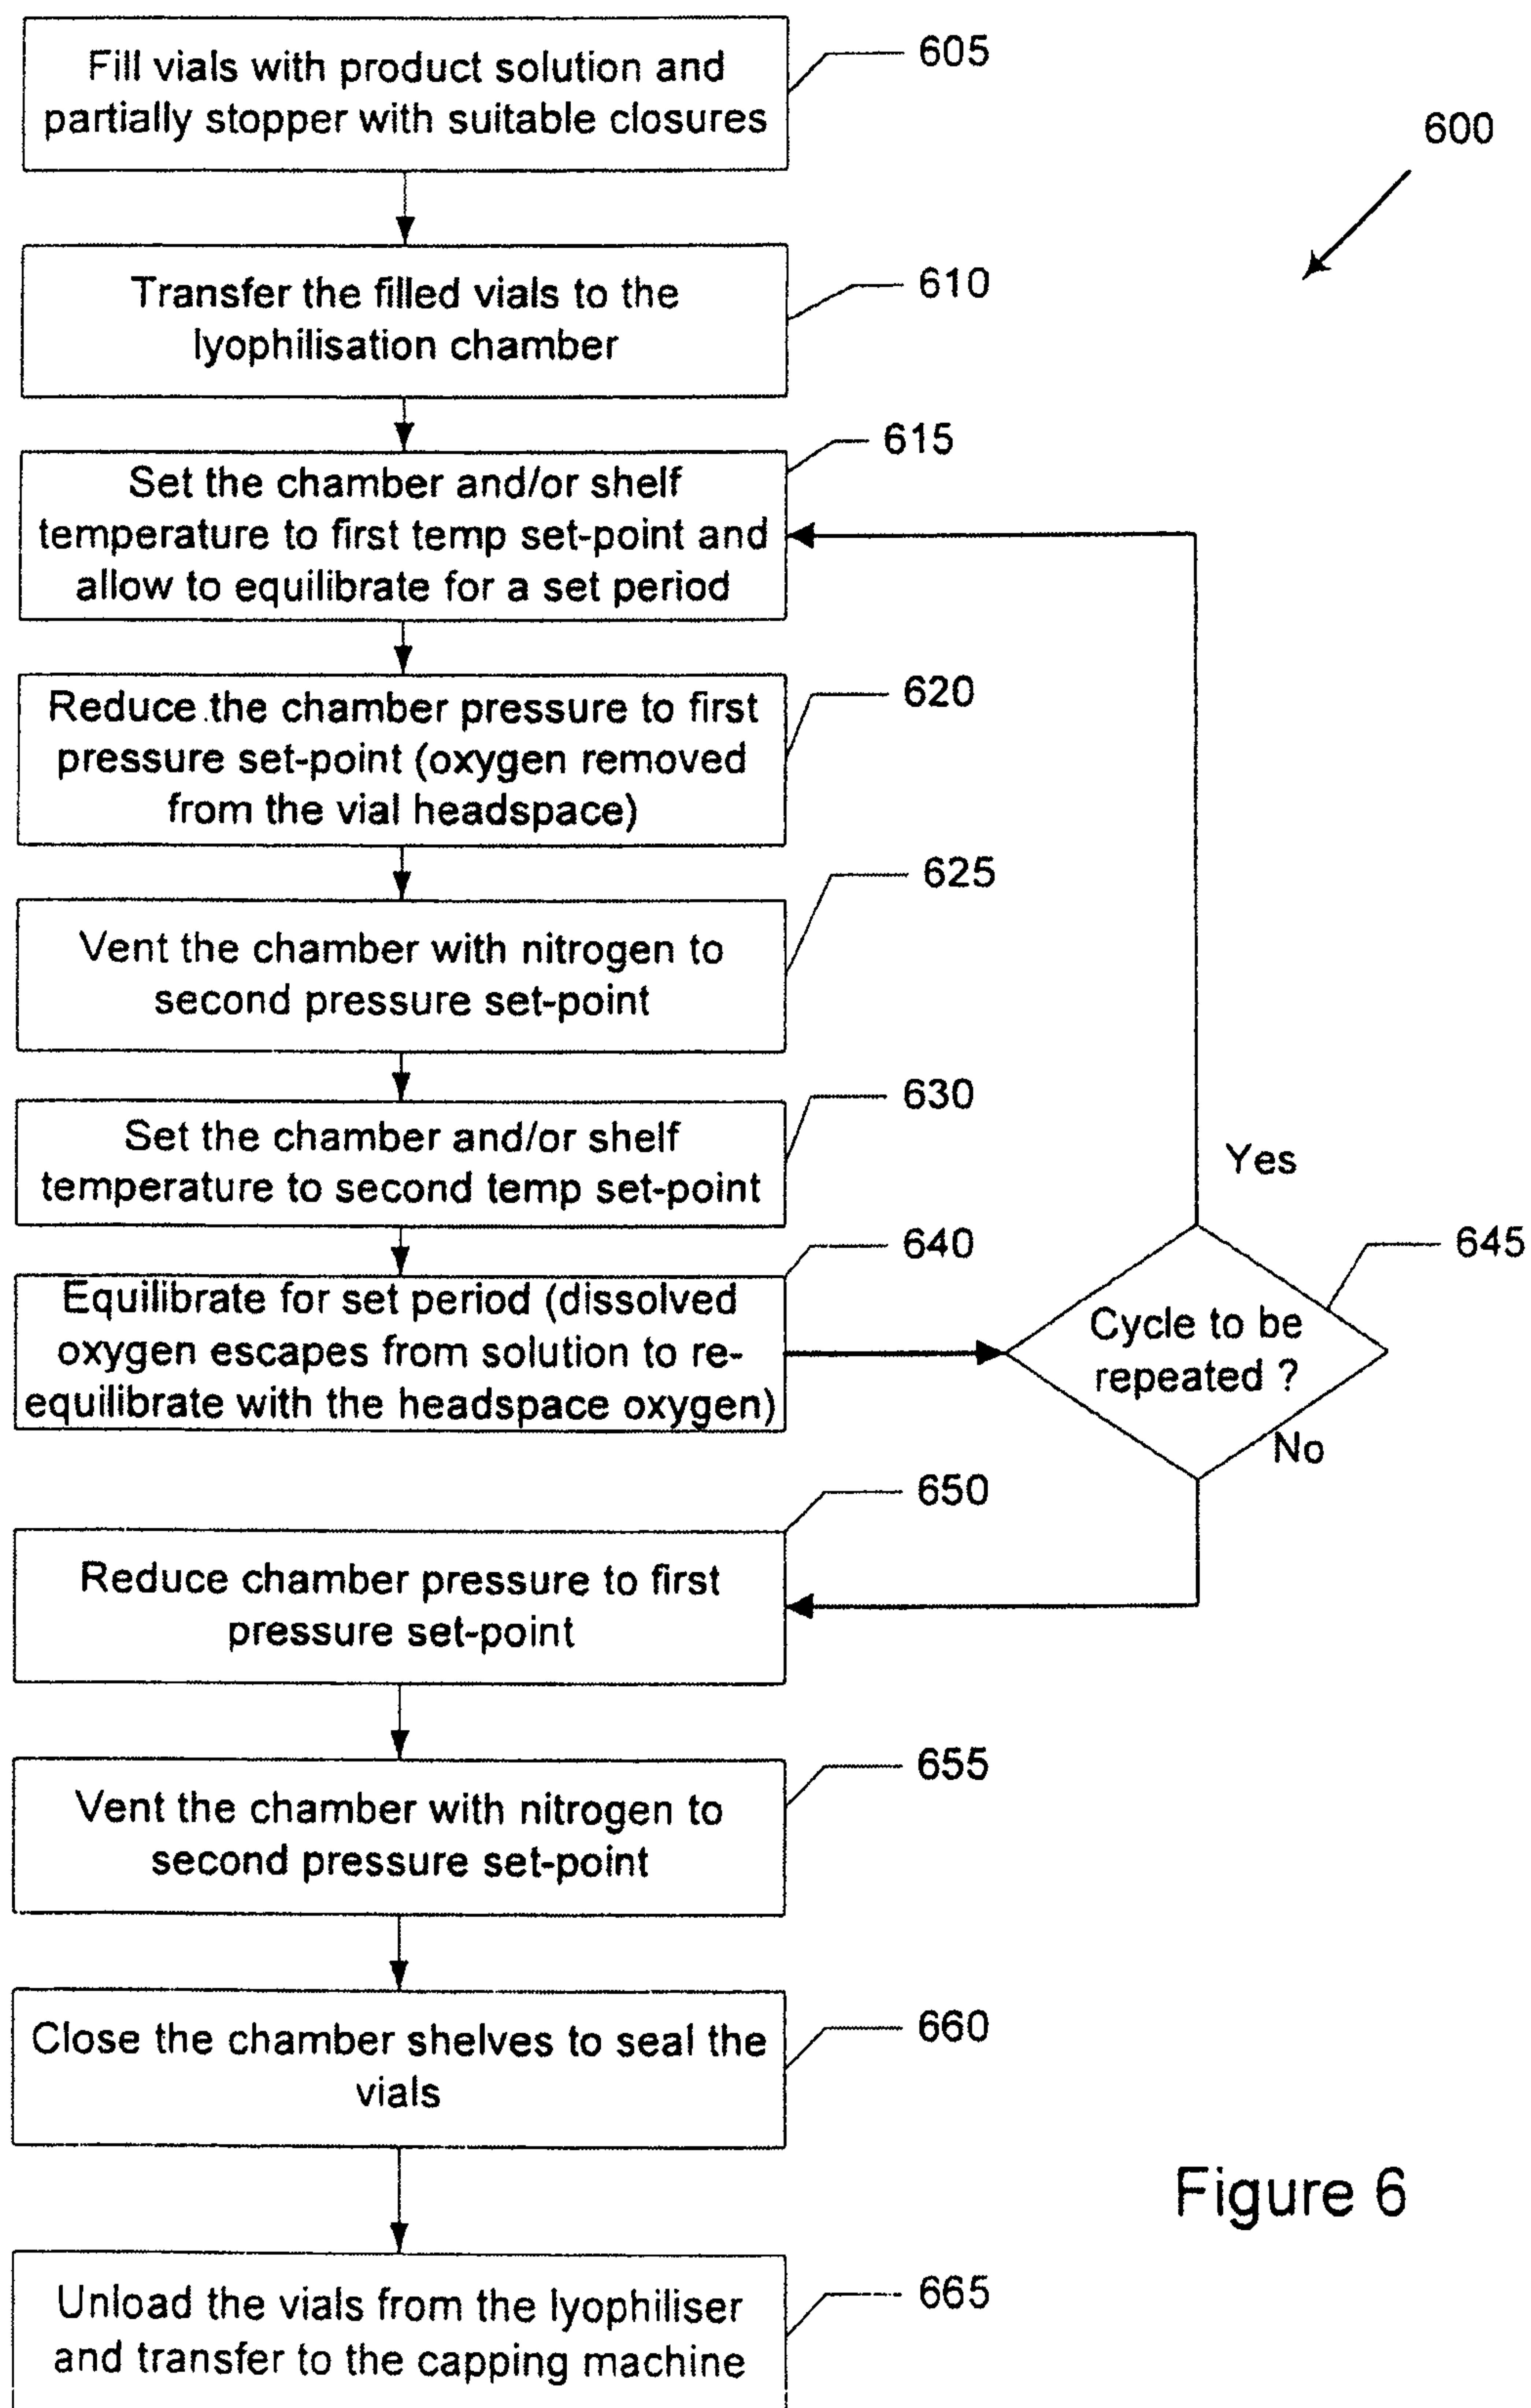 Fill vials with product solution and
partially stopper with suitable closures
605
600
Transfer the filled vials to the
lyophilisation chamber
610
Set the chamber and/or shelf
temperature to first temp set-point and
allow to equilibrate for a set period
615
Reduce the chamber pressure to first
pressure set-point (oxygen removed
from the vial headspace)
620
Vent the chamber with nitrogen to
second pressure set-point
625
Set the chamber and/or shelf
temperature to second temp set-point
630
Equilibrate for set period (dissolved
oxygen escapes from solution to re-
equilibrate with the headspace oxygen)
640
Yes
Cycle to be
repeated ?
645
No
Reduce chamber pressure to first
pressure set-point
650
Vent the chamber with nitrogen to
second pressure set-point
655
Close the chamber shelves to seal the
vials
660
Unload the vials from the lyophiliser
and transfer to the capping machine
665
Figure 6